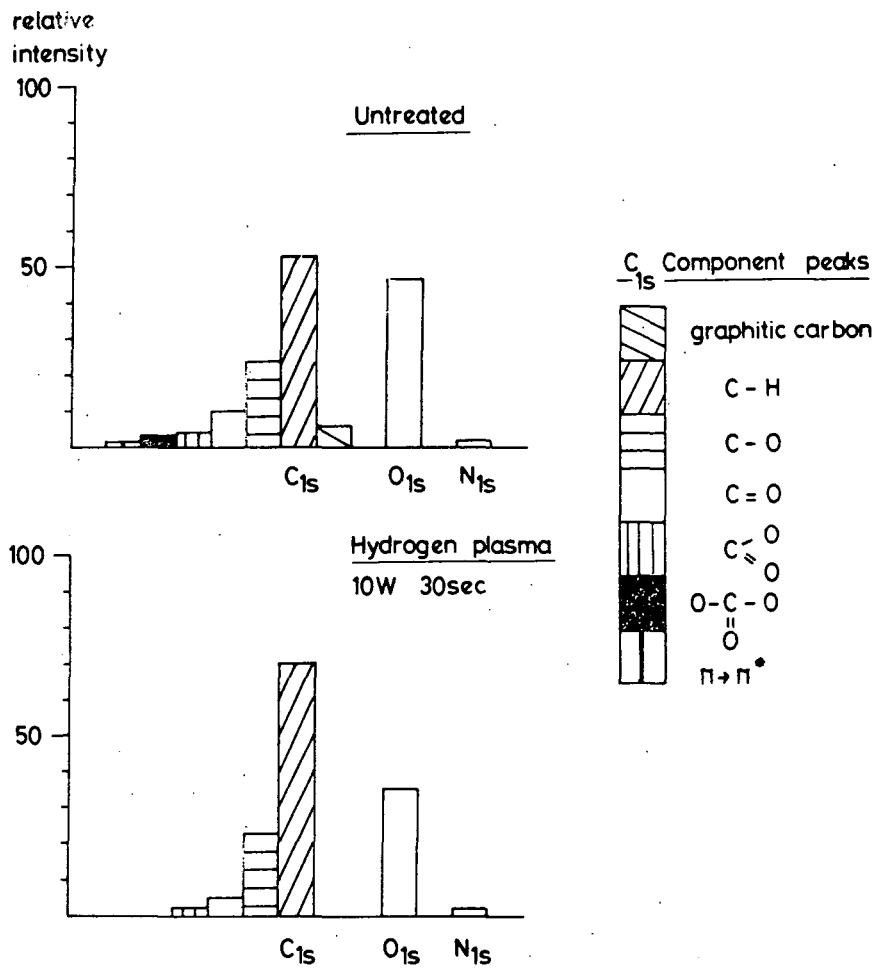 relative
intensity
100
Untreated
50
C1s O1s N1s
C1s Component peaks
graphitic carbon
C - H
C - O
C = O
C O
O
O - C - O
O
π → π*
100
Hydrogen plasma
10W 30sec
50
C1s O1s N1s